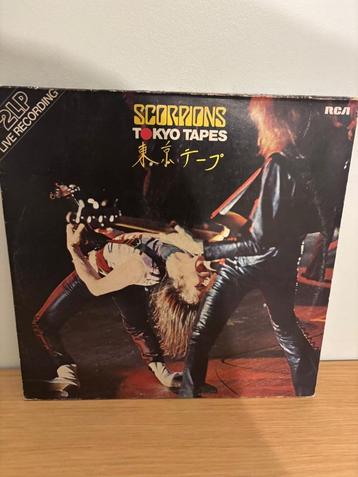 2LP
LIVE RECORDING
SCORPIONS
RCA
TOKYO TAPES
東京テープ